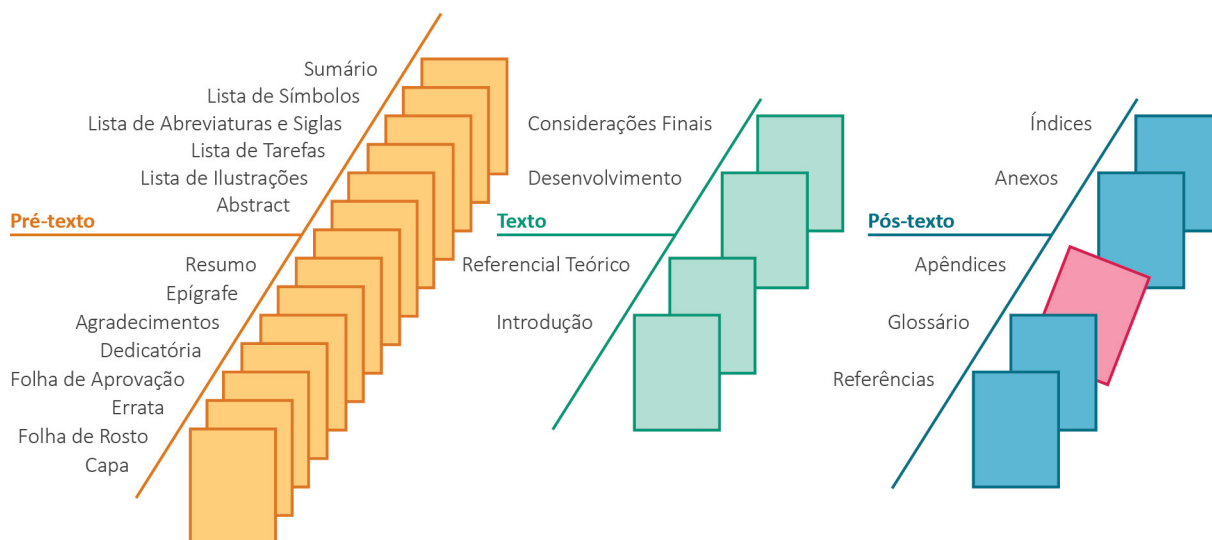 Sumário
Lista de Símbolos
Lista de Abreviaturas e Siglas
Lista de Tarefas
Lista de Ilustrações
Abstract
Pré-texto
Resumo
Epígrafe
Agradecimentos
Dedicatória
Folha de Aprovação
Errata
Folha de Rosto
Capa
Considerações Finais
Desenvolvimento
Texto
Referencial Teórico
Introdução
Índices
Anexos
Pós-texto
Apêndices
Glossário
Referências